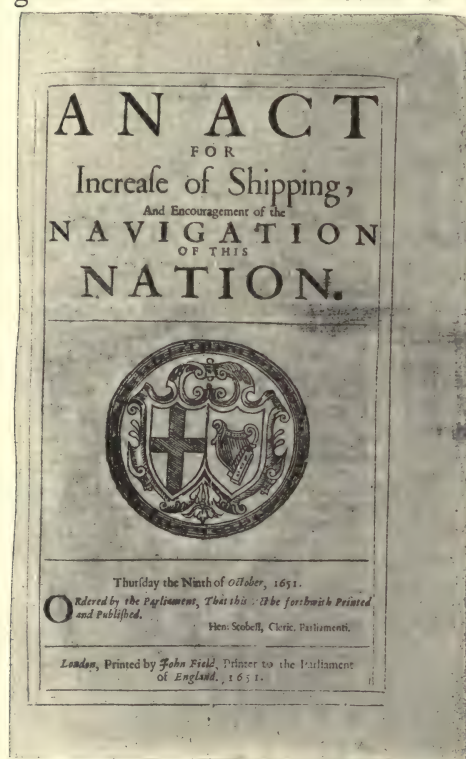 AN ACT
FOR
Increaſe of Shipping,
And Encouragement of the
NAVIGATION
OF THIS
NATION.
Thurſday the Ninth of October, 1651.
ORdered by the Parliament, That this be forthwith Printed
and Publiſhed.
Hen: Scobell, Cleric. Parliamenti.
London, Printed by John Field, Printer to the Parliament
of England. 1651.